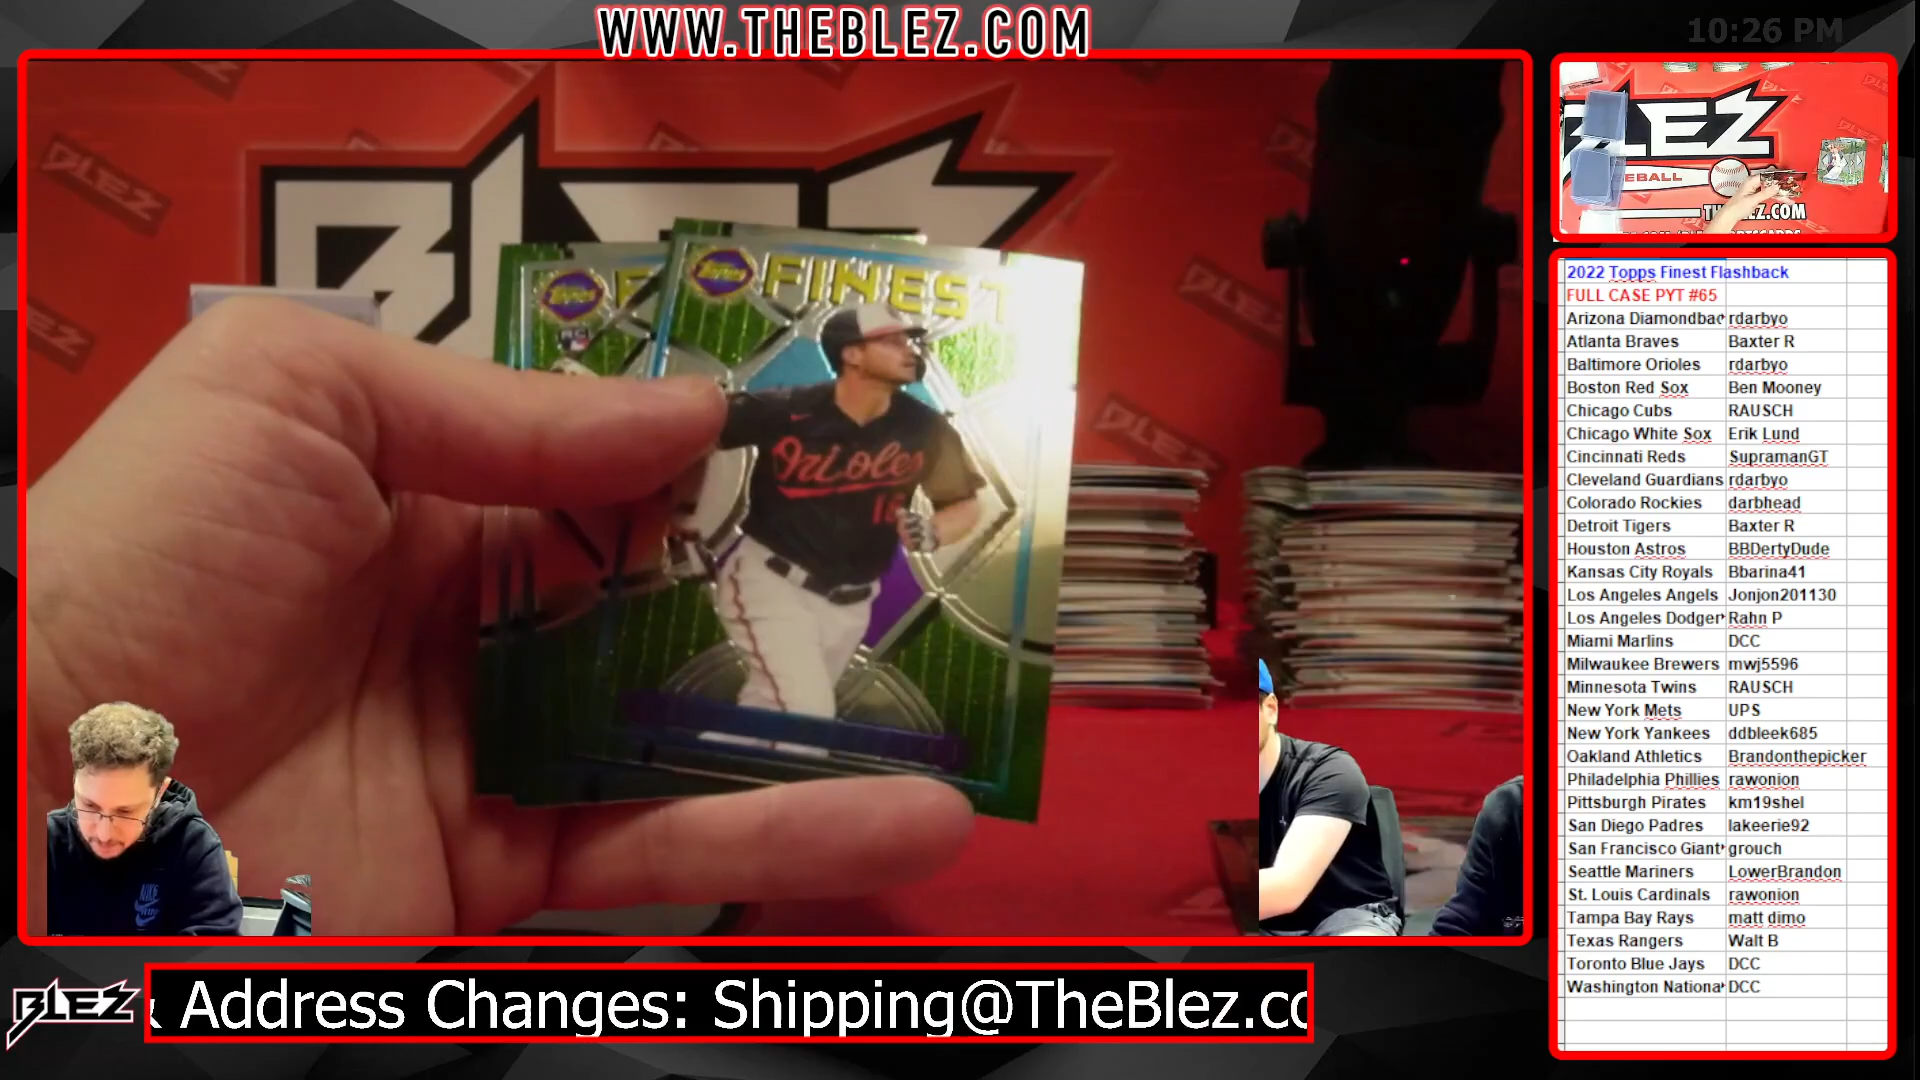 WWW.THEBLEZ.COM
10:26 PM
BLEZ
FINEST
Topps
RC
Orioles
BLEZ
THEBLEZ.COM
2022 Topps Finest Flashback
FULL CASE PYT #65
Arizona Diamondbac rdarbyo
Atlanta Braves Baxter R
Baltimore Orioles rdarbyo
Boston Red Sox Ben Mooney
Chicago Cubs RAUSCH
Chicago White Sox Erik Lund
Cincinnati Reds SupramanGT
Cleveland Guardians rdarbyo
Colorado Rockies darbhead
Detroit Tigers Baxter R
Houston Astros BBDertyDude
Kansas City Royals Bbarina41
Los Angeles Angels Jonjon201130
Los Angeles Dodger Rahn P
Miami Marlins DCC
Milwaukee Brewers mwj5596
Minnesota Twins RAUSCH
New York Mets UPS
New York Yankees ddbleek685
Oakland Athletics Brandonthepicker
Philadelphia Phillies rawonion
Pittsburgh Pirates km19shel
San Diego Padres lakeerie92
San Francisco Giant grouch
Seattle Mariners LowerBrandon
St. Louis Cardinals rawonion
Tampa Bay Rays matt dimo
Texas Rangers Walt B
Toronto Blue Jays DCC
Washington Nationa DCC
BLEZ
& Address Changes: Shipping@TheBlez.co